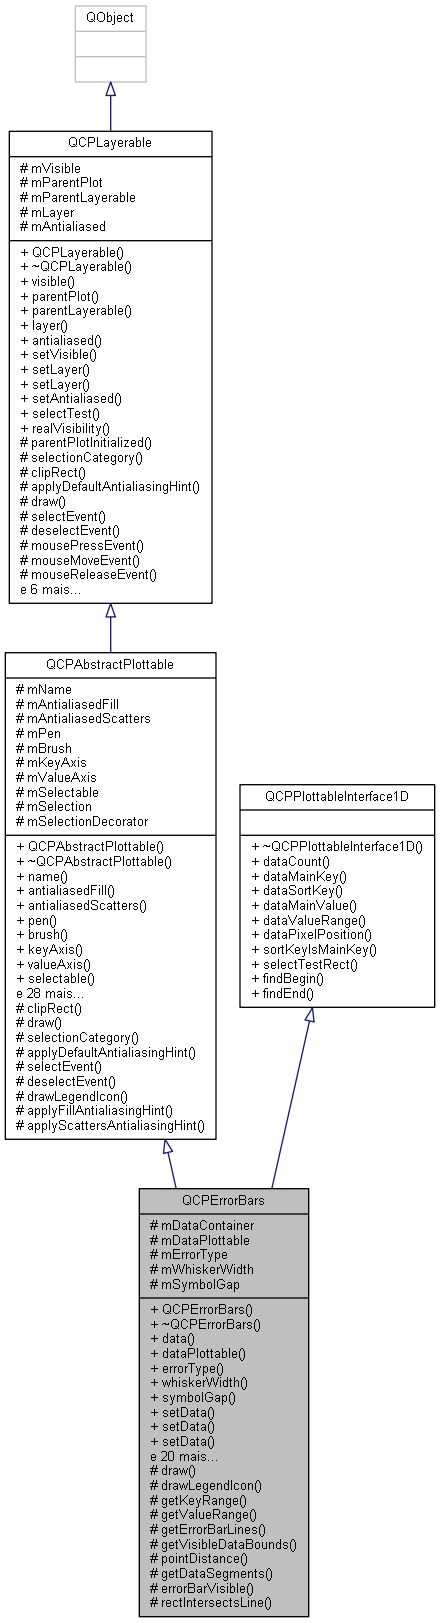 QObject
QCPLayerable
# mVisible
# mParentPlot
# mParentLayerable
# mLayer
# mAntialiased
+ QCPLayerable()
+ ~QCPLayerable()
+ visible()
+ parentPlot()
+ parentLayerable()
+ layer()
+ antialiased()
+ setVisible()
+ setLayer()
+ setLayer()
+ setAntialiased()
+ selectTest()
+ realVisibility()
# parentPlotInitialized()
# selectionCategory()
# clipRect()
# applyDefaultAntialiasingHint()
# draw()
# selectEvent()
# deselectEvent()
# mousePressEvent()
# mouseMoveEvent()
# mouseReleaseEvent()
e 6 mais...
QCPAbstractPlottable
# mName
# mAntialiasedFill
# mAntialiasedScatters
# mPen
# mBrush
# mKeyAxis
# mValueAxis
# mSelectable
# mSelection
# mSelectionDecorator
+ QCPAbstractPlottable()
+ ~QCPAbstractPlottable()
+ name()
+ antialiasedFill()
+ antialiasedScatters()
+ pen()
+ brush()
+ keyAxis()
+ valueAxis()
+ selectable()
e 28 mais...
# clipRect()
# draw()
# selectionCategory()
# applyDefaultAntialiasingHint()
# selectEvent()
# deselectEvent()
# drawLegendIcon()
# applyFillAntialiasingHint()
# applyScattersAntialiasingHint()
QCPPlottableInterface1D
+ ~QCPPlottableInterface1D()
+ dataCount()
+ dataMainKey()
+ dataSortKey()
+ dataMainValue()
+ dataValueRange()
+ dataPixelPosition()
+ sortKeyIsMainKey()
+ selectTestRect()
+ findBegin()
+ findEnd()
QCPErrorBars
# mDataContainer
# mDataPlottable
# mErrorType
# mWhiskerWidth
# mSymbolGap
+ QCPErrorBars()
+ ~QCPErrorBars()
+ data()
+ dataPlottable()
+ errorType()
+ whiskerWidth()
+ symbolGap()
+ setData()
+ setData()
+ setData()
e 20 mais...
# draw()
# drawLegendIcon()
# getKeyRange()
# getValueRange()
# getErrorBarLines()
# getVisibleDataBounds()
# pointDistance()
# getDataSegments()
# errorBarVisible()
# rectIntersectsLine()